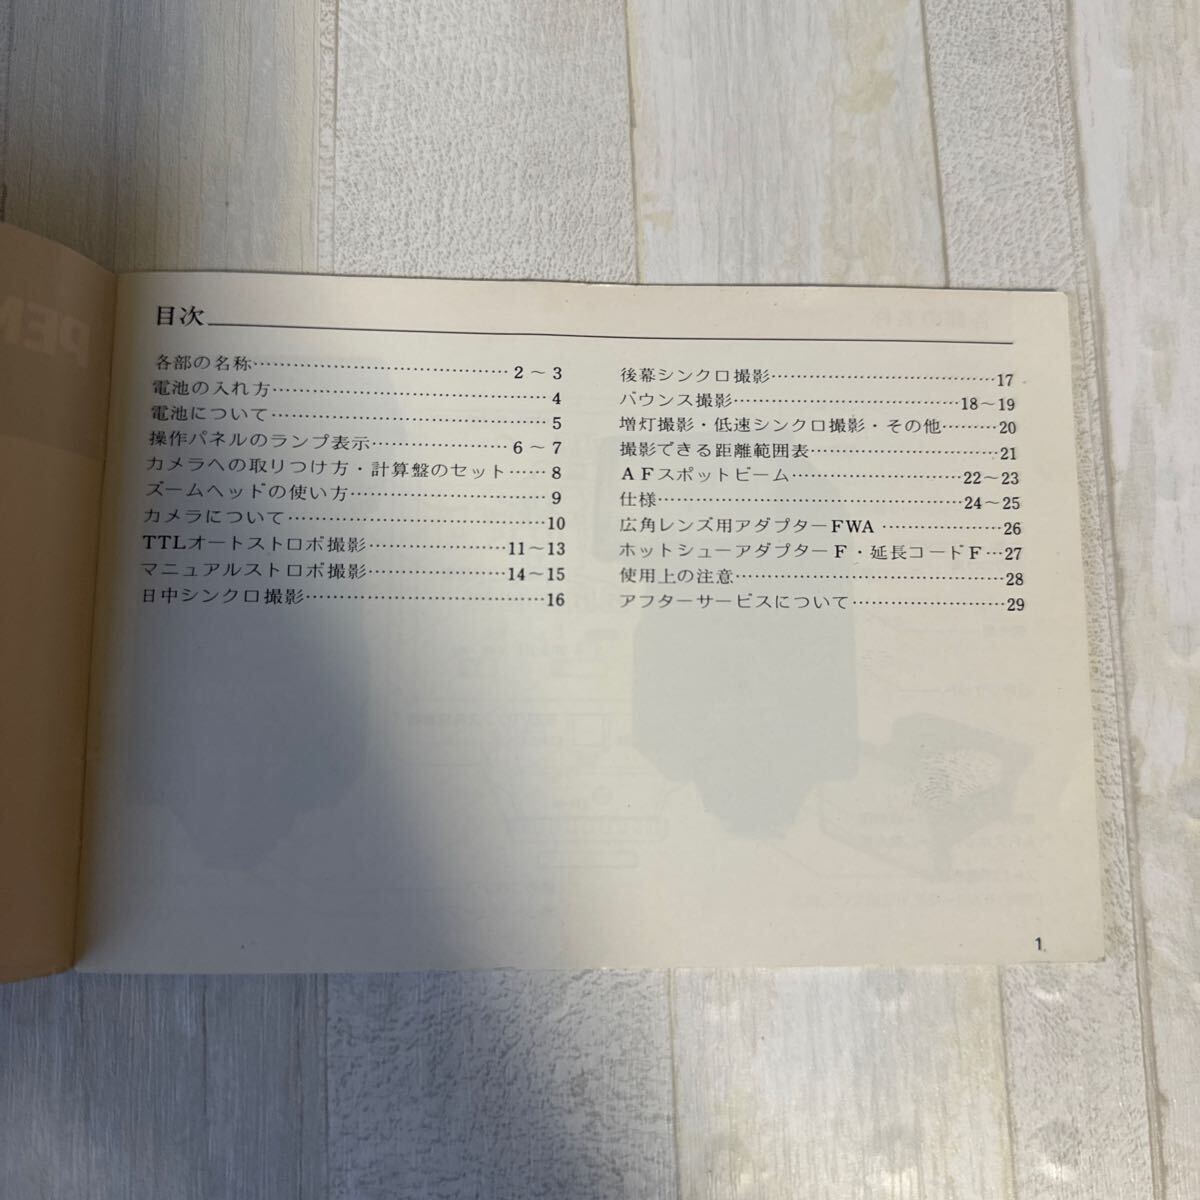 目次
各部の名称……………………………………2～3
電池の入れ方……………………………………4
電池について……………………………………5
操作パネルのランプ表示…………………6～7
カメラへの取りつけ方・計算盤のセット……8
ズームヘッドの使い方…………………………9
カメラについて…………………………………10
TTLオートストロボ撮影…………………11～13
マニュアルストロボ撮影…………………14～15
日中シンクロ撮影………………………………16
後幕シンクロ撮影………………………………17
バウンス撮影………………………………18～19
増灯撮影・低速シンクロ撮影・その他………20
撮影できる距離範囲表…………………………21
AFスポットビーム………………………22～23
仕様…………………………………………24～25
広角レンズ用アダプターFWA ………………26
ホットシューアダプターF・延長コードF…27
使用上の注意……………………………………28
アフターサービスについて……………………29
1
PEN